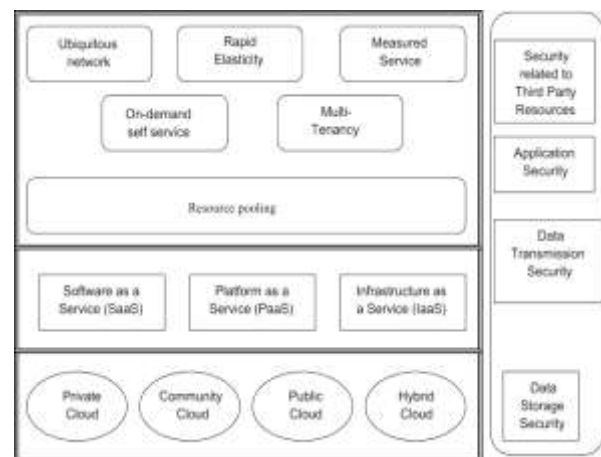 Ubiquitous
network
Rapid
Elasticity
Measured
Service
On-demand
self service
Multi-
Tenancy
Resource pooling
Software as a
Service (SaaS)
Platform as a
Service (PaaS)
Infrastructure as
a Service (IaaS)
Private
Cloud
Community
Cloud
Public
Cloud
Hybrid
Cloud
Security
related to
Third Party
Resources
Application
Security
Data
Transmission
Security
Data
Storage
Security